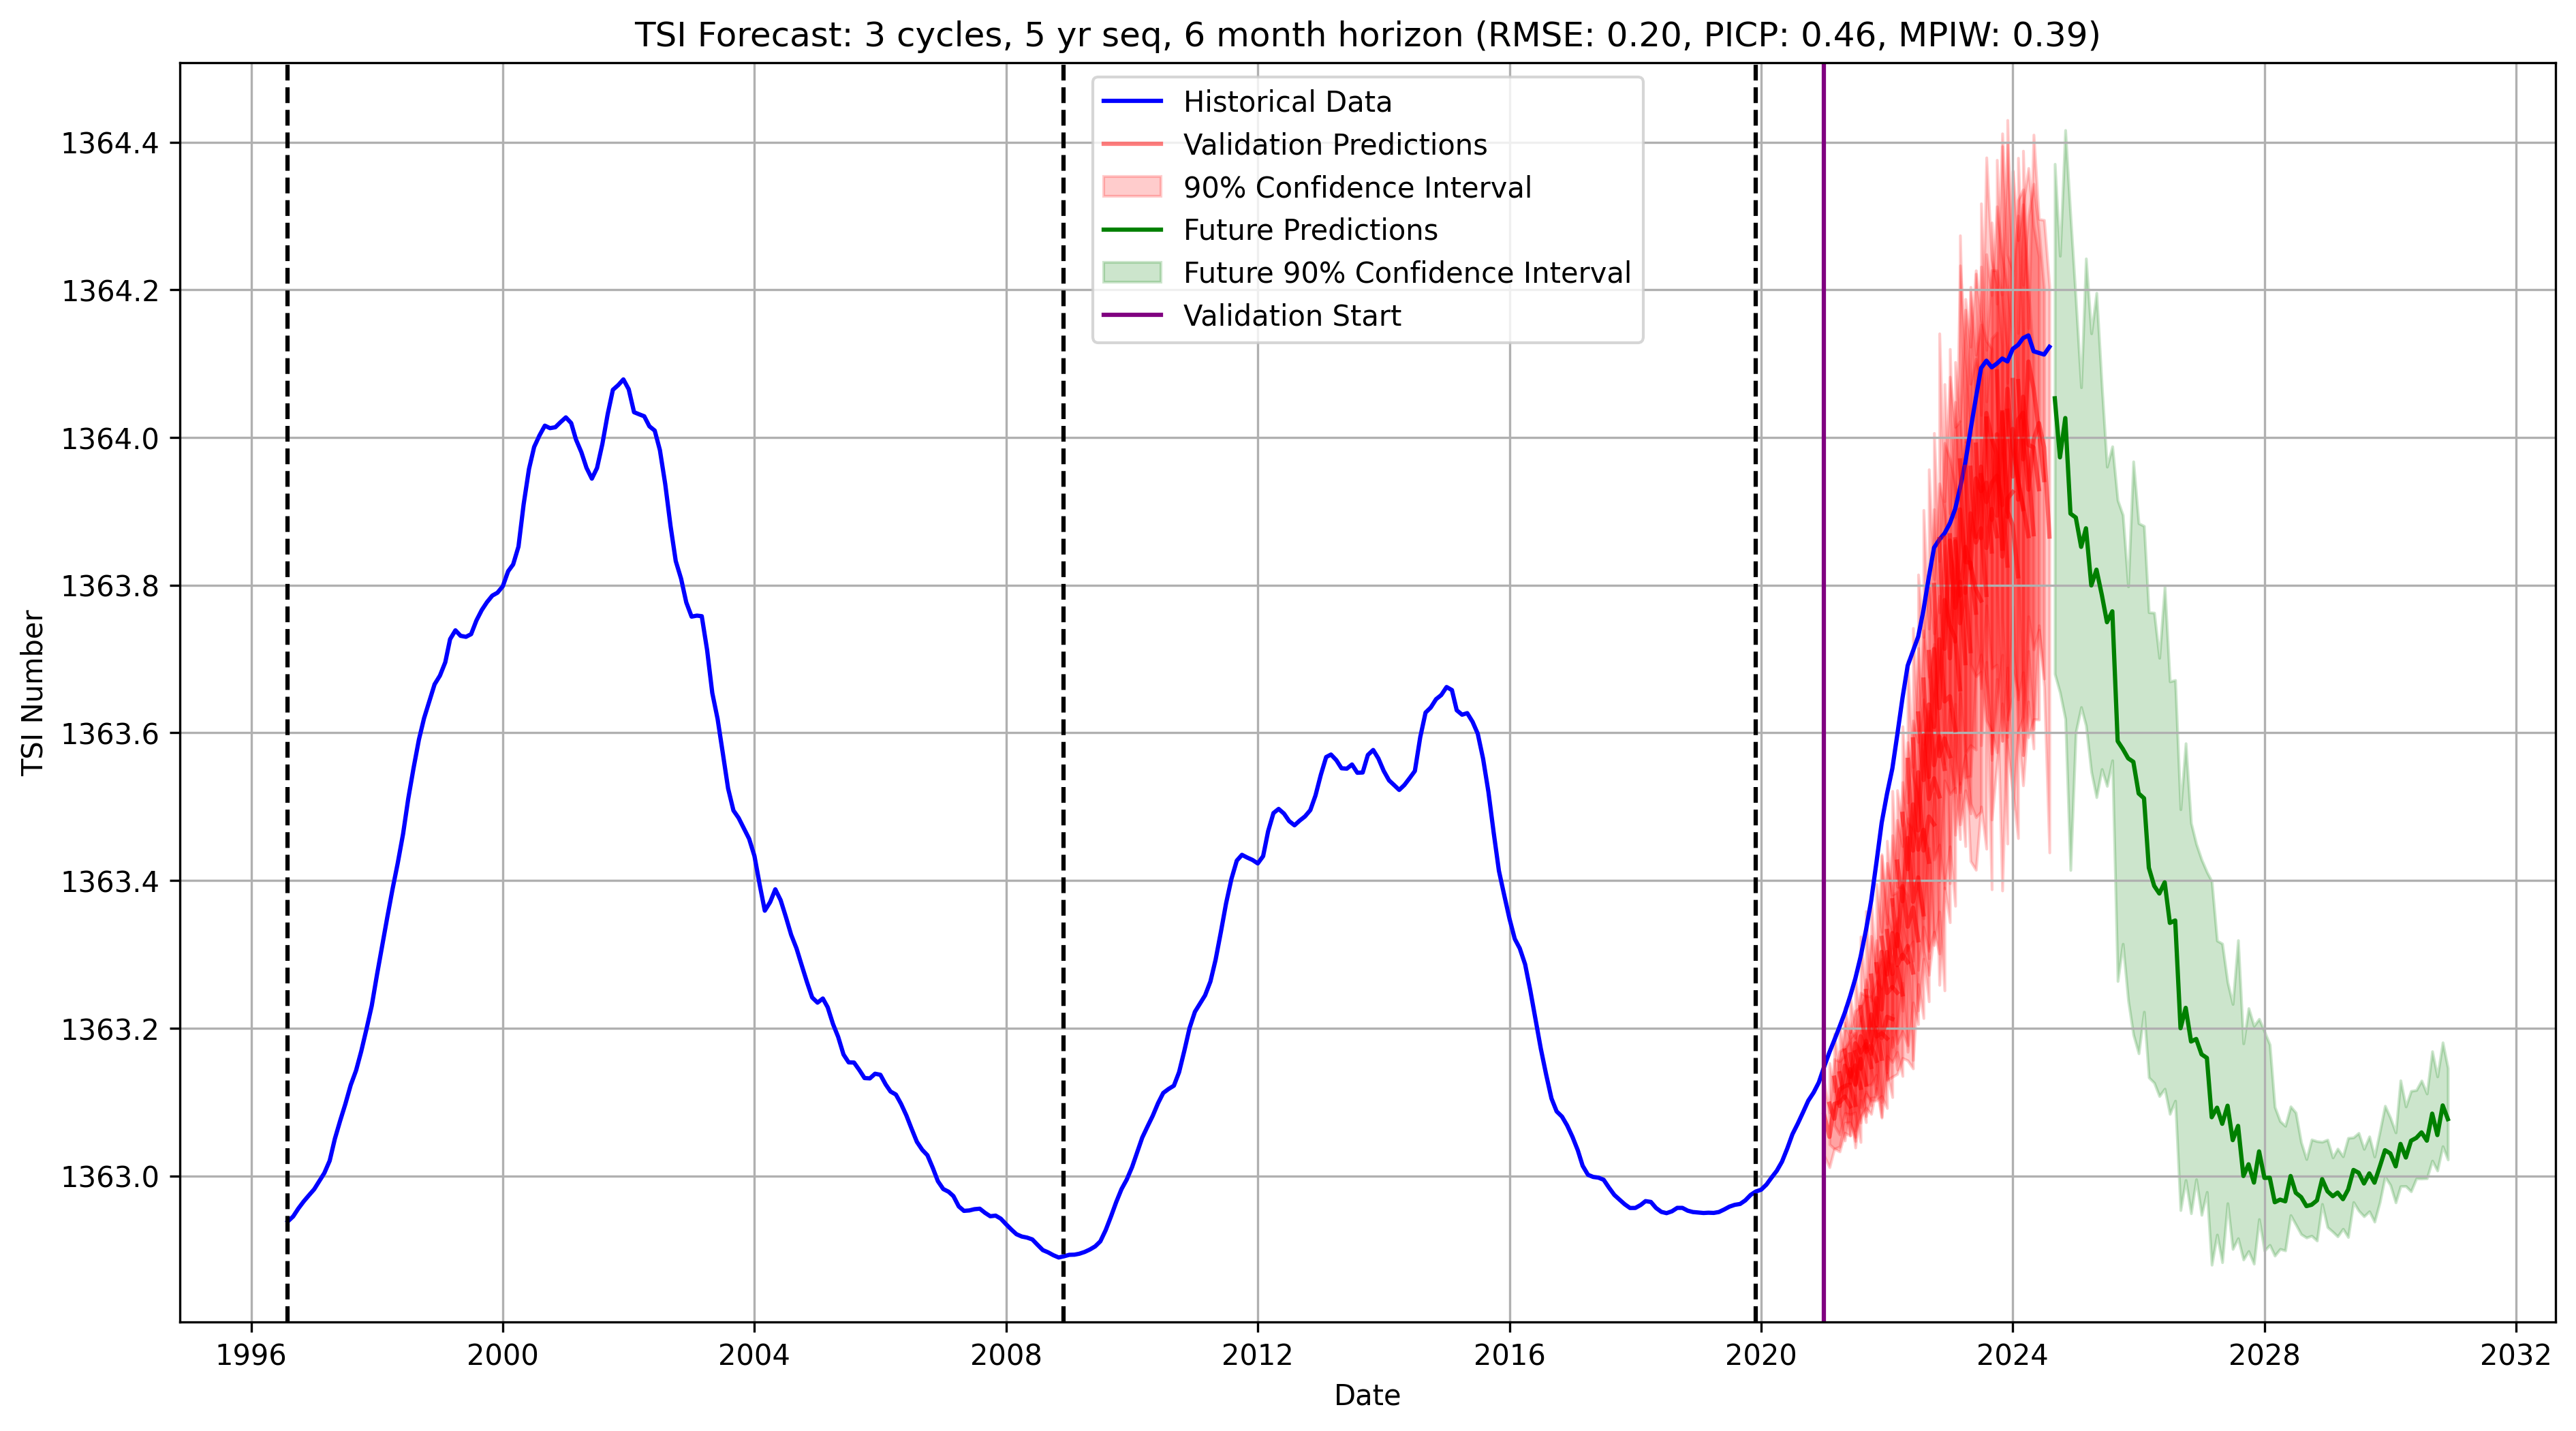 TSI Forecast: 3 cycles, 5 yr seq, 6 month horizon (RMSE: 0.20, PICP: 0.46, MPIW: 0.39)
Historical Data
Validation Predictions
90% Confidence Interval
Future Predictions
Future 90% Confidence Interval
Validation Start
TSI Number
1364.4
1364.2
1364.0
1363.8
1363.6
1363.4
1363.2
1363.0
1996 2000 2004 2008 2012 2016 2020 2024 2028 2032
Date